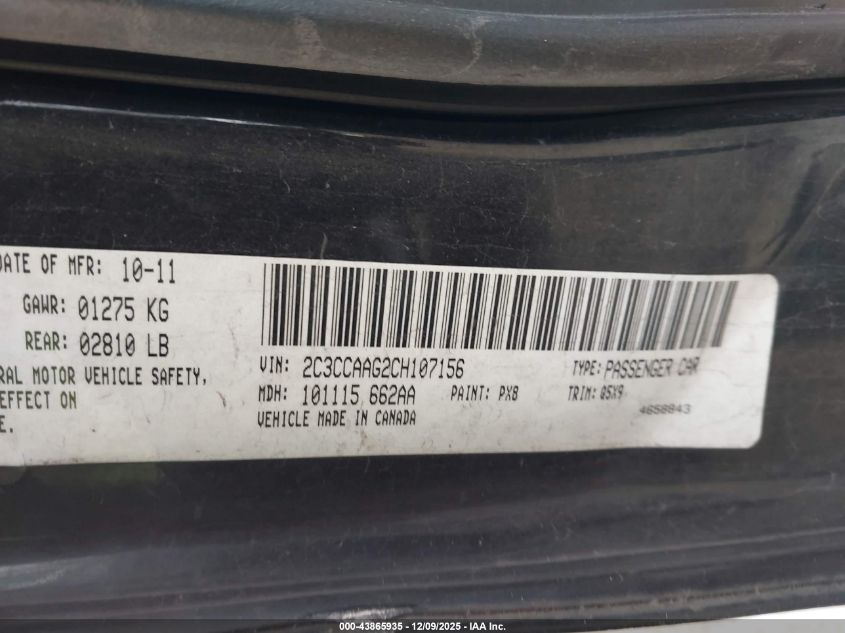 DATE OF MFR: 10-11
GAWR: 01275 KG
REAR: 02810 LB
RAL MOTOR VEHICLE SAFETY,
EFFECT ON
E.
VIN: 2C3CCAAG2CH107156
TYPE: PASSENGER CAR
MDH: 101115 662AA
PAINT: PX8
TRIM: 05X9
VEHICLE MADE IN CANADA
4658843
000-43865935 - 12/09/2025 - IAA Inc.